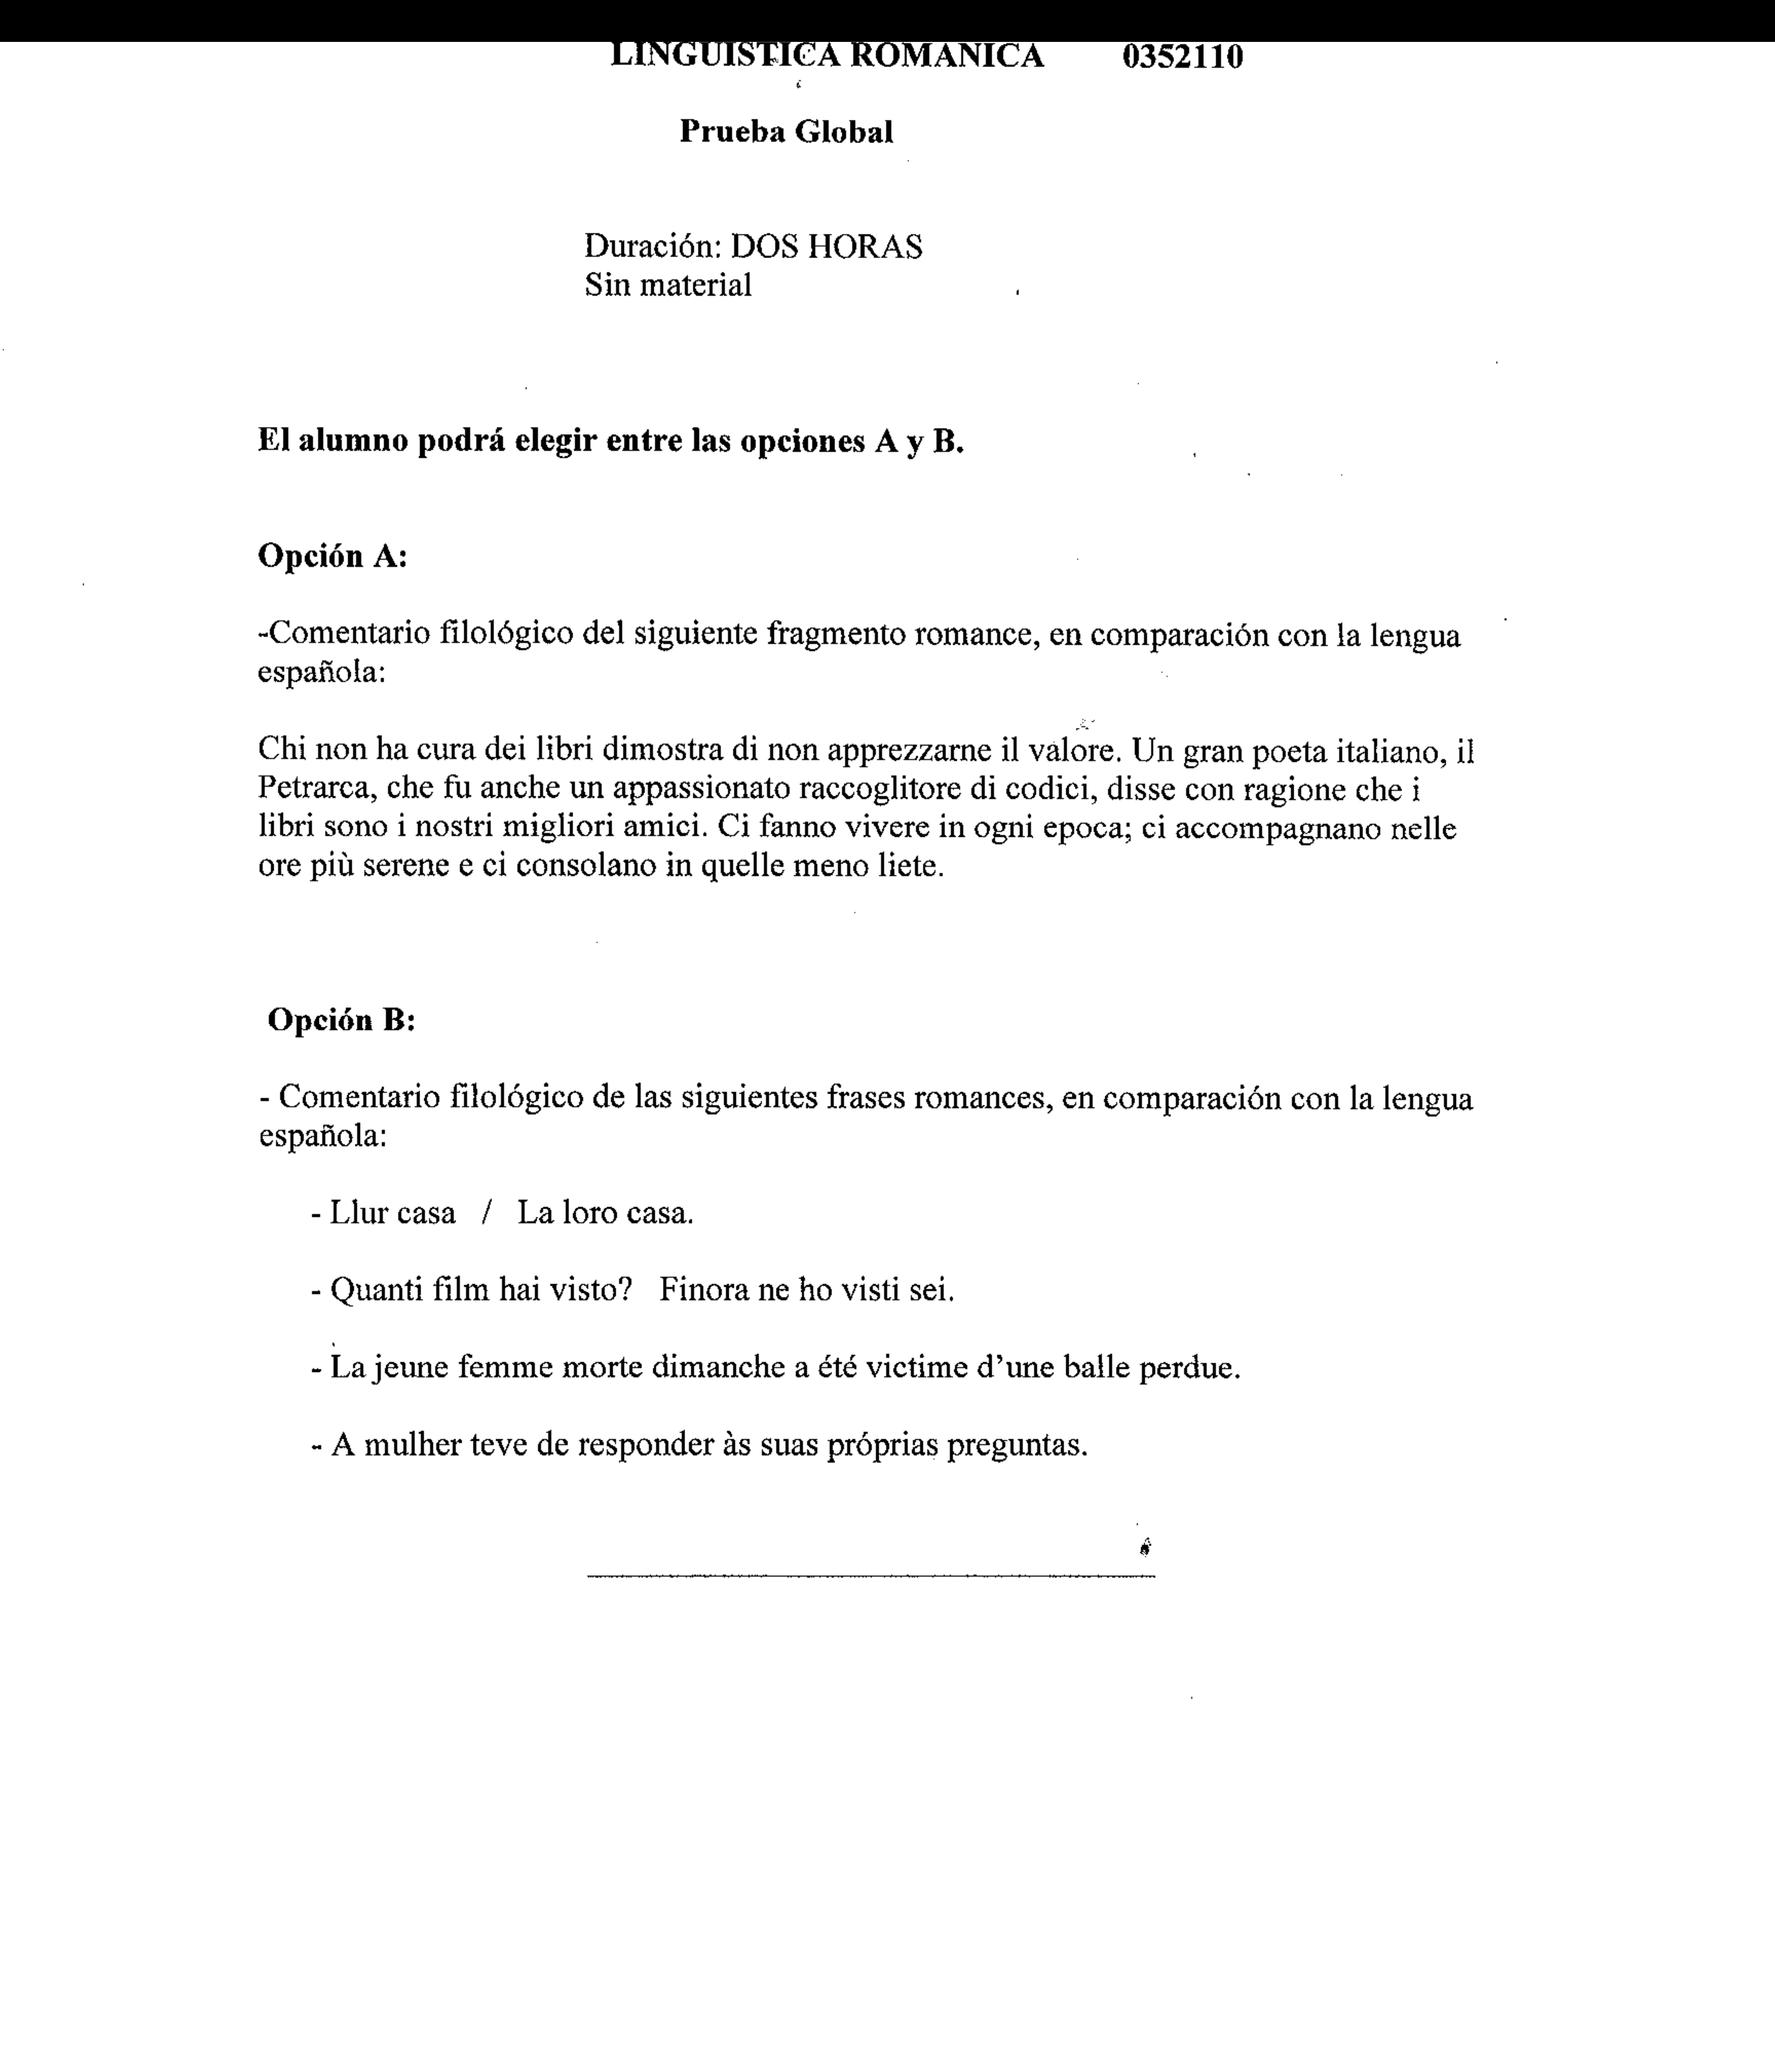 LINGUISTICA ROMANICA 0352110
Prueba Global
Duración: DOS HORAS
Sin material
El alumno podrá elegir entre las opciones A y B.
Opción A:
-Comentario filológico del siguiente fragmento romance, en comparación con la lengua
española:
Chi non ha cura dei libri dimostra di non apprezzarne il valore. Un gran poeta italiano, il
Petrarca, che fu anche un appassionato raccoglitore di codici, disse con ragione che i
libri sono i nostri migliori amici. Ci fanno vivere in ogni epoca; ci accompagnano nelle
ore più serene e ci consolano in quelle meno liete.
Opción B:
- Comentario filológico de las siguientes frases romances, en comparación con la lengua
española:
- Llur casa / La loro casa.
- Quanti film hai visto? Finora ne ho visti sei.
- La jeune femme morte dimanche a été victime d'une balle perdue.
- A mulher teve de responder às suas próprias preguntas.